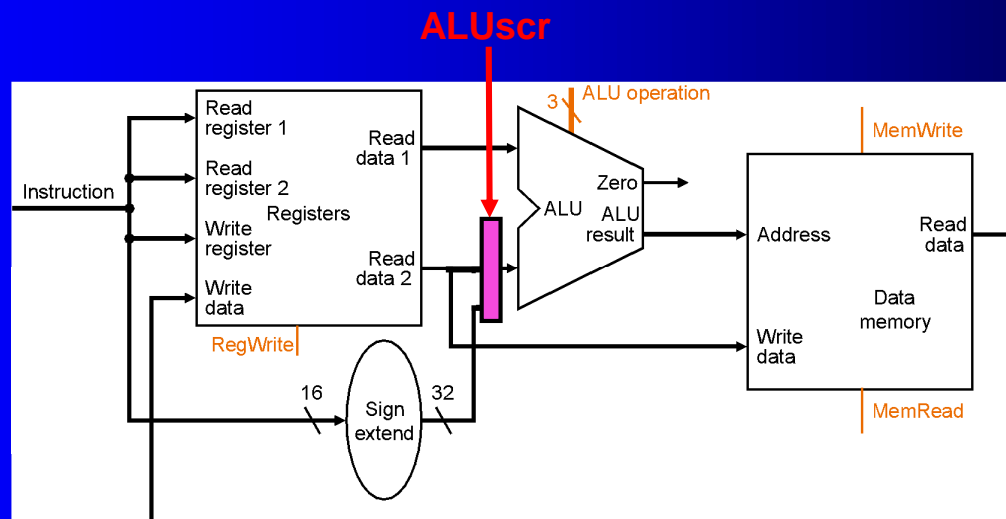 ALUscr
3
ALU operation
MemWrite
Read
register 1
Read
data 1
Read
register 2
Instruction
Registers
Zero
ALU
ALU
result
Write
register
Read
data 2
Write
data
Address
Read
data
Data
memory
Write
data
RegWrite
16
Sign
extend
32
MemRead